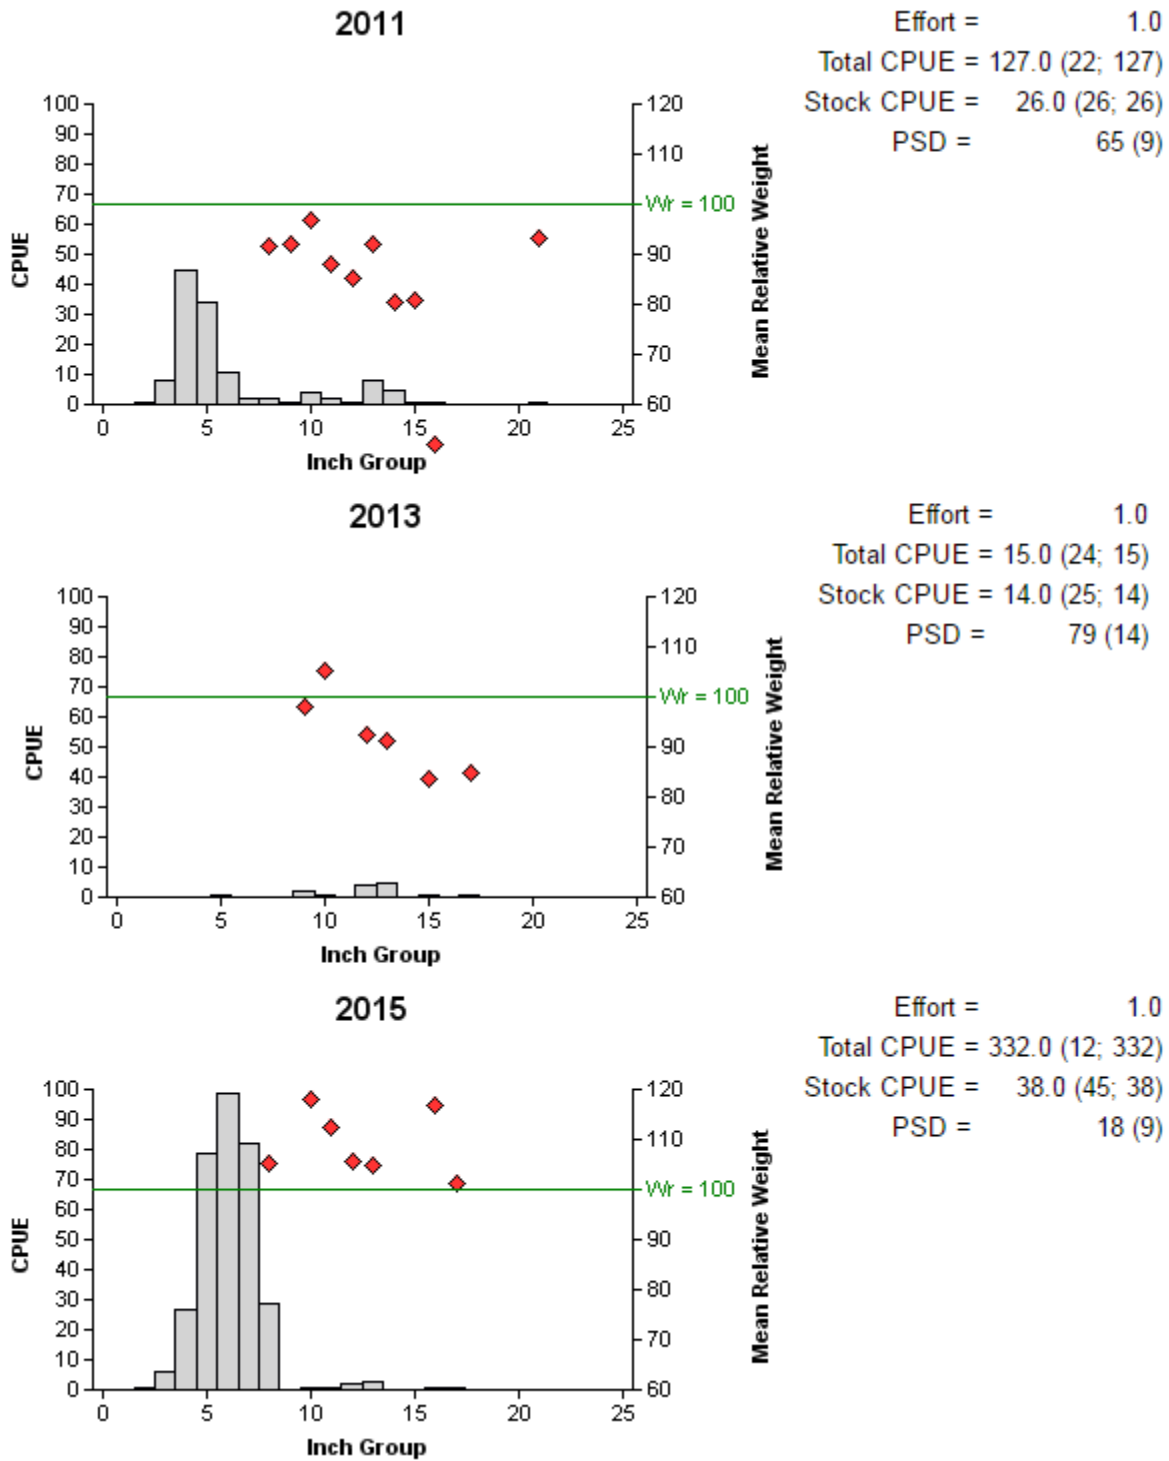 2011
Effort = 1.0
Total CPUE = 127.0 (22; 127)
Stock CPUE = 26.0 (26; 26)
PSD = 65 (9)
100
90
80
70
60
50
40
30
20
10
0
CPUE
120
110
Wr = 100
90
80
70
60
Mean Relative Weight
0 5 10 15 20 25
Inch Group
2013
Effort = 1.0
Total CPUE = 15.0 (24; 15)
Stock CPUE = 14.0 (25; 14)
PSD = 79 (14)
100
90
80
70
60
50
40
30
20
10
0
CPUE
120
110
Wr = 100
90
80
70
60
Mean Relative Weight
0 5 10 15 20 25
Inch Group
2015
Effort = 1.0
Total CPUE = 332.0 (12; 332)
Stock CPUE = 38.0 (45; 38)
PSD = 18 (9)
100
90
80
70
60
50
40
30
20
10
0
CPUE
120
110
Wr = 100
90
80
70
60
Mean Relative Weight
0 5 10 15 20 25
Inch Group